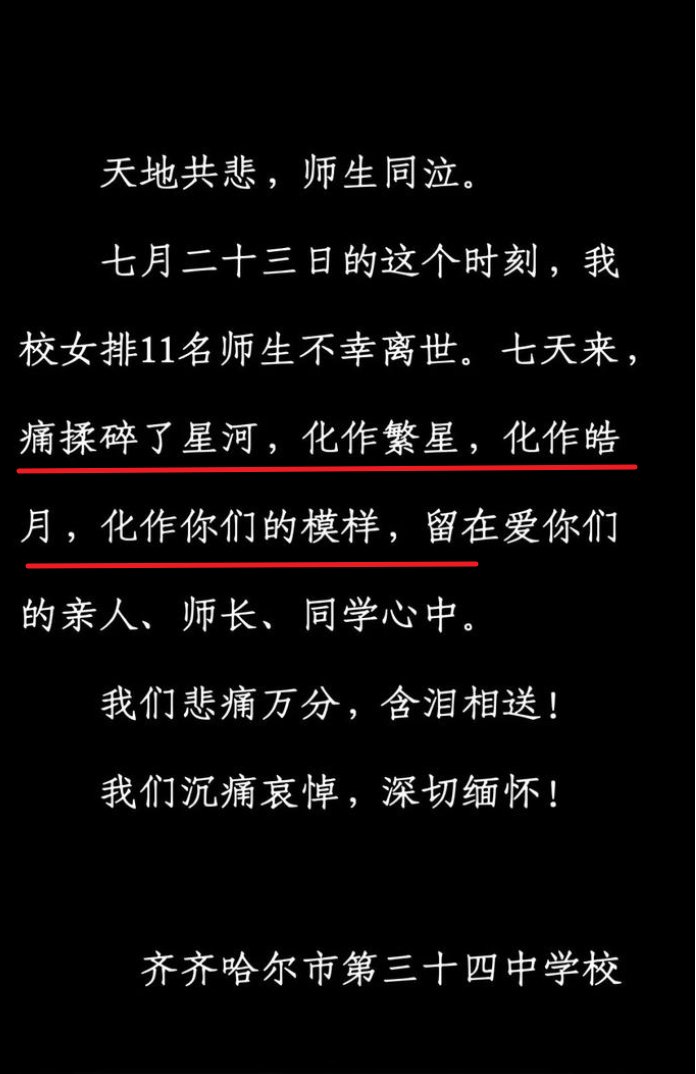 天地共悲，师生同泣。
七月二十三日的这个时刻，我
校女排11名师生不幸离世。七天来，
痛揉碎了星河，化作繁星，化作皓
月，化作你们的模样，留在爱你们
的亲人、师长、同学心中。
我们悲痛万分，含泪相送！
我们沉痛哀悼，深切缅怀！
齐齐哈尔市第三十四中学校